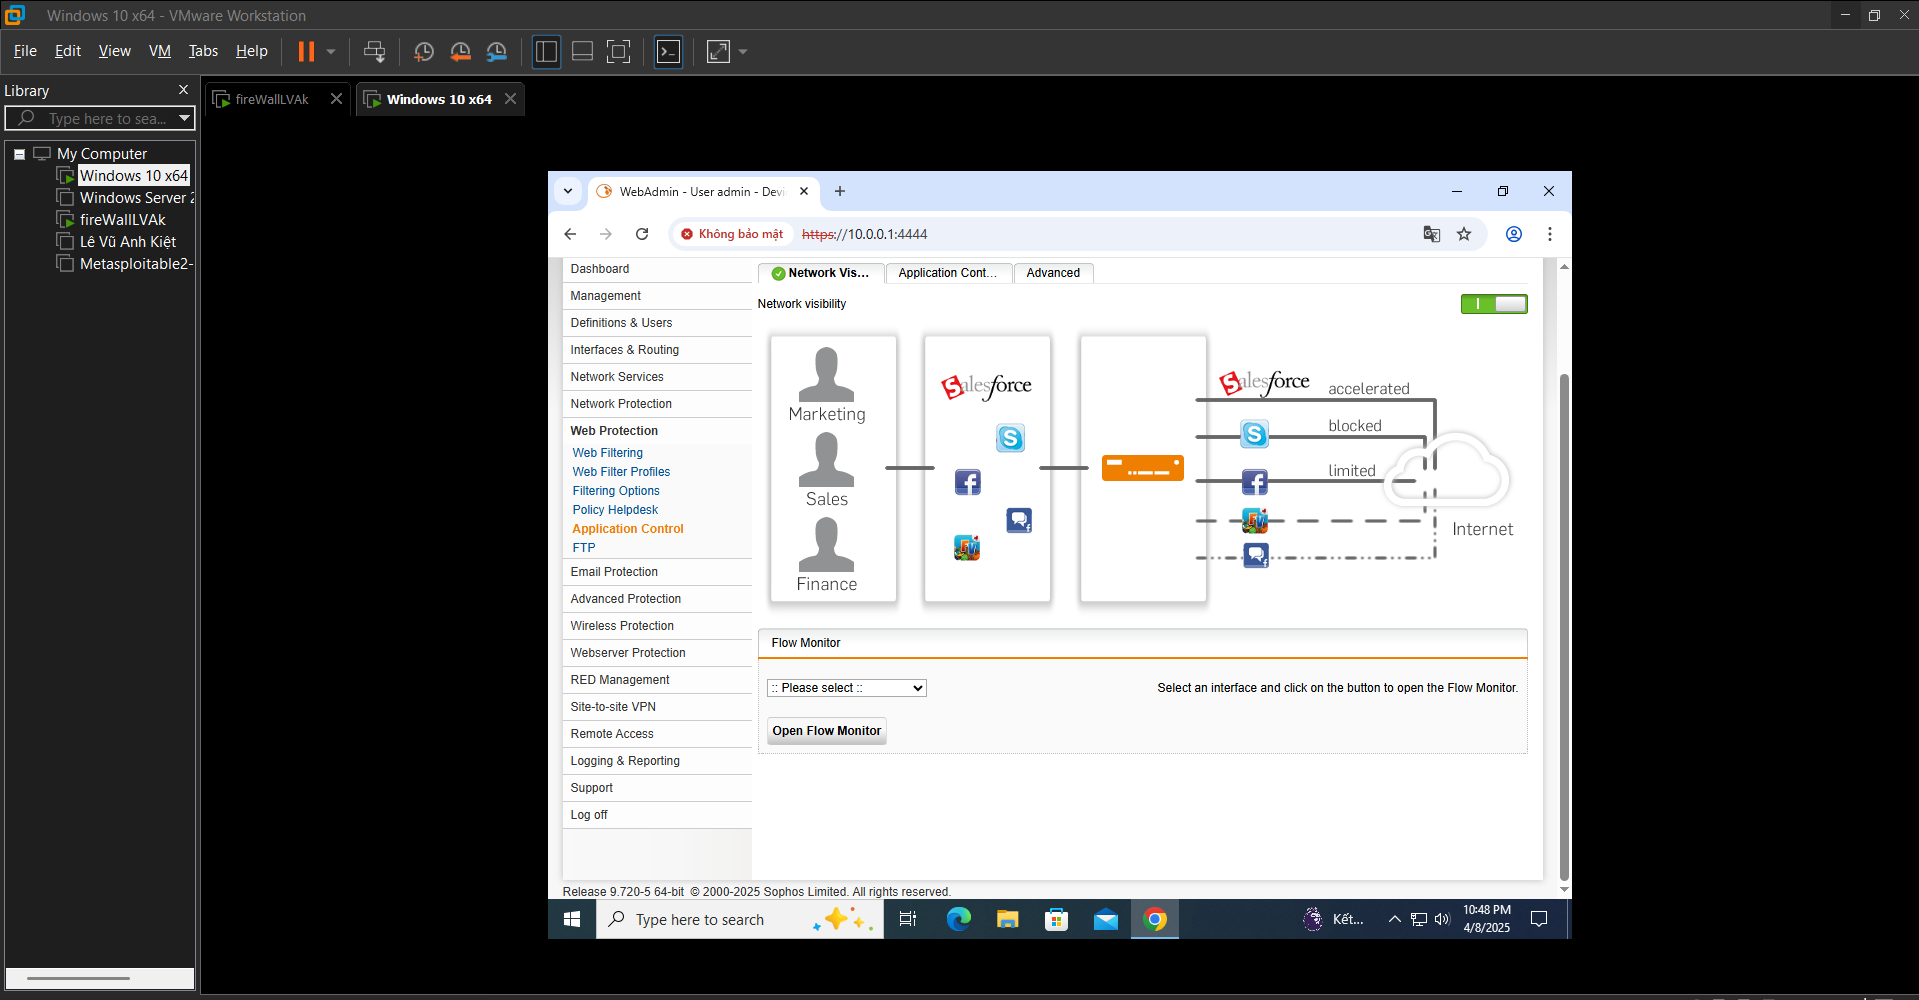 Windows 10 x64 - VMware Workstation
File Edit View VM Tabs Help
Library
Type here to sea...
My Computer
Windows 10 x64
Windows Server 2
fireWallLVAk
Lê Vũ Anh Kiệt
Metasploitable2-
fireWallLVAk
Windows 10 x64
WebAdmin - User admin - Devi
Không bảo mật https://10.0.0.1:4444
Dashboard
Management
Definitions & Users
Interfaces & Routing
Network Services
Network Protection
Web Protection
Web Filtering
Web Filter Profiles
Filtering Options
Policy Helpdesk
Application Control
FTP
Email Protection
Advanced Protection
Wireless Protection
Webserver Protection
RED Management
Site-to-site VPN
Remote Access
Logging & Reporting
Support
Log off
Network Vis... Application Cont... Advanced
Network visibility
Marketing
Sales
Finance
Salesforce
Salesforce
accelerated
blocked
limited
Internet
Flow Monitor
:: Please select ::
Select an interface and click on the button to open the Flow Monitor.
Open Flow Monitor
Release 9.720-5 64-bit © 2000-2025 Sophos Limited. All rights reserved.
Type here to search
Kết...
10:48 PM
4/8/2025